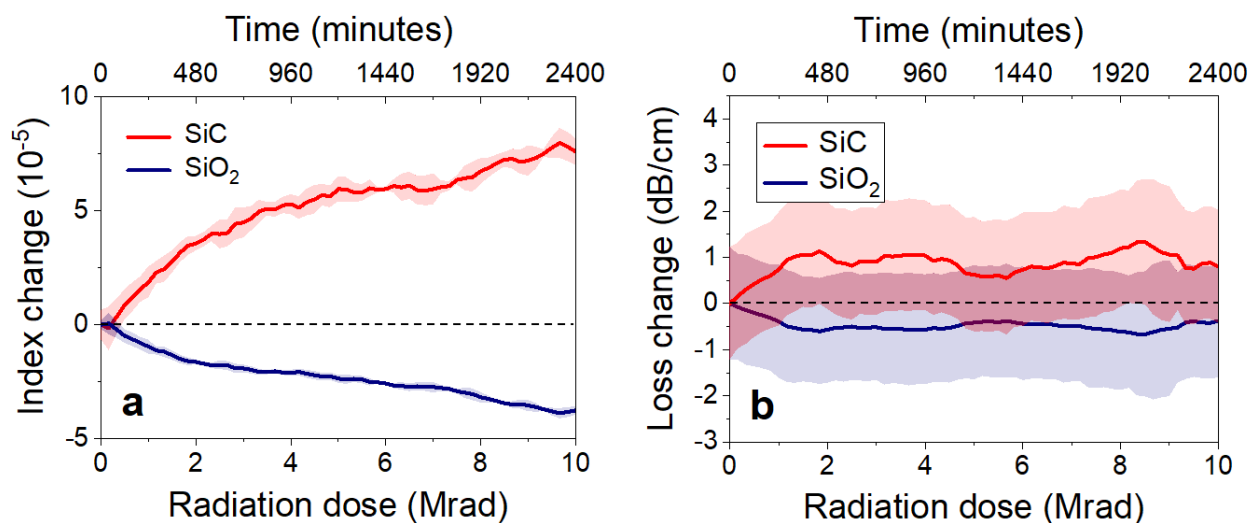 Time (minutes)
0 480 960 1440 1920 2400
10
5
0
-5
Index change (10⁻⁵)
SiC
SiO₂
a
0 2 4 6 8 10
Radiation dose (Mrad)
Time (minutes)
0 480 960 1440 1920 2400
4
3
2
1
0
-1
-2
-3
Loss change (dB/cm)
SiC
SiO₂
b
0 2 4 6 8 10
Radiation dose (Mrad)